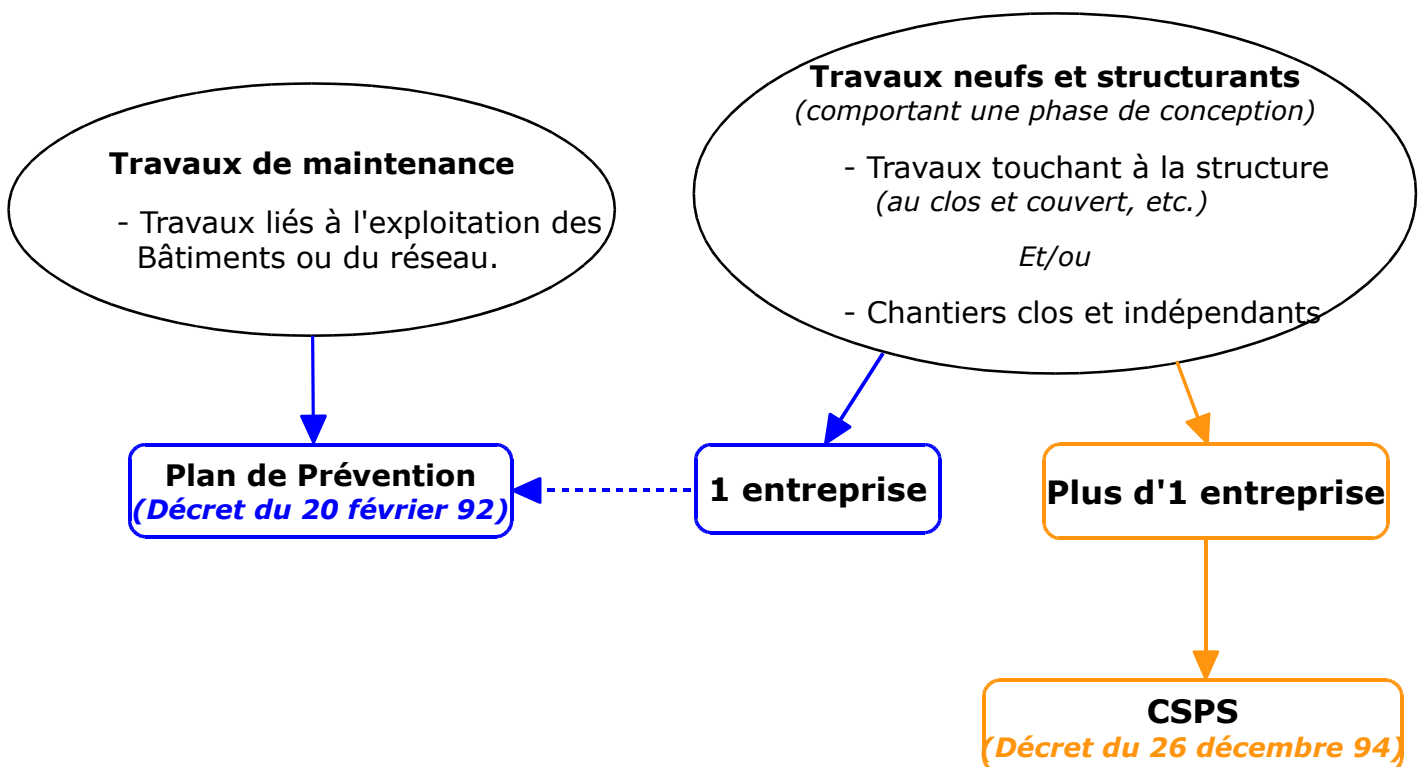 Travaux de maintenance
- Travaux liés à l'exploitation des
Bâtiments ou du réseau.
Travaux neufs et structurants
(comportant une phase de conception)
- Travaux touchant à la structure
(au clos et couvert, etc.)
Et/ou
- Chantiers clos et indépendants
Plan de Prévention
(Décret du 20 février 92)
1 entreprise
Plus d'1 entreprise
CSPS
(Décret du 26 décembre 94)